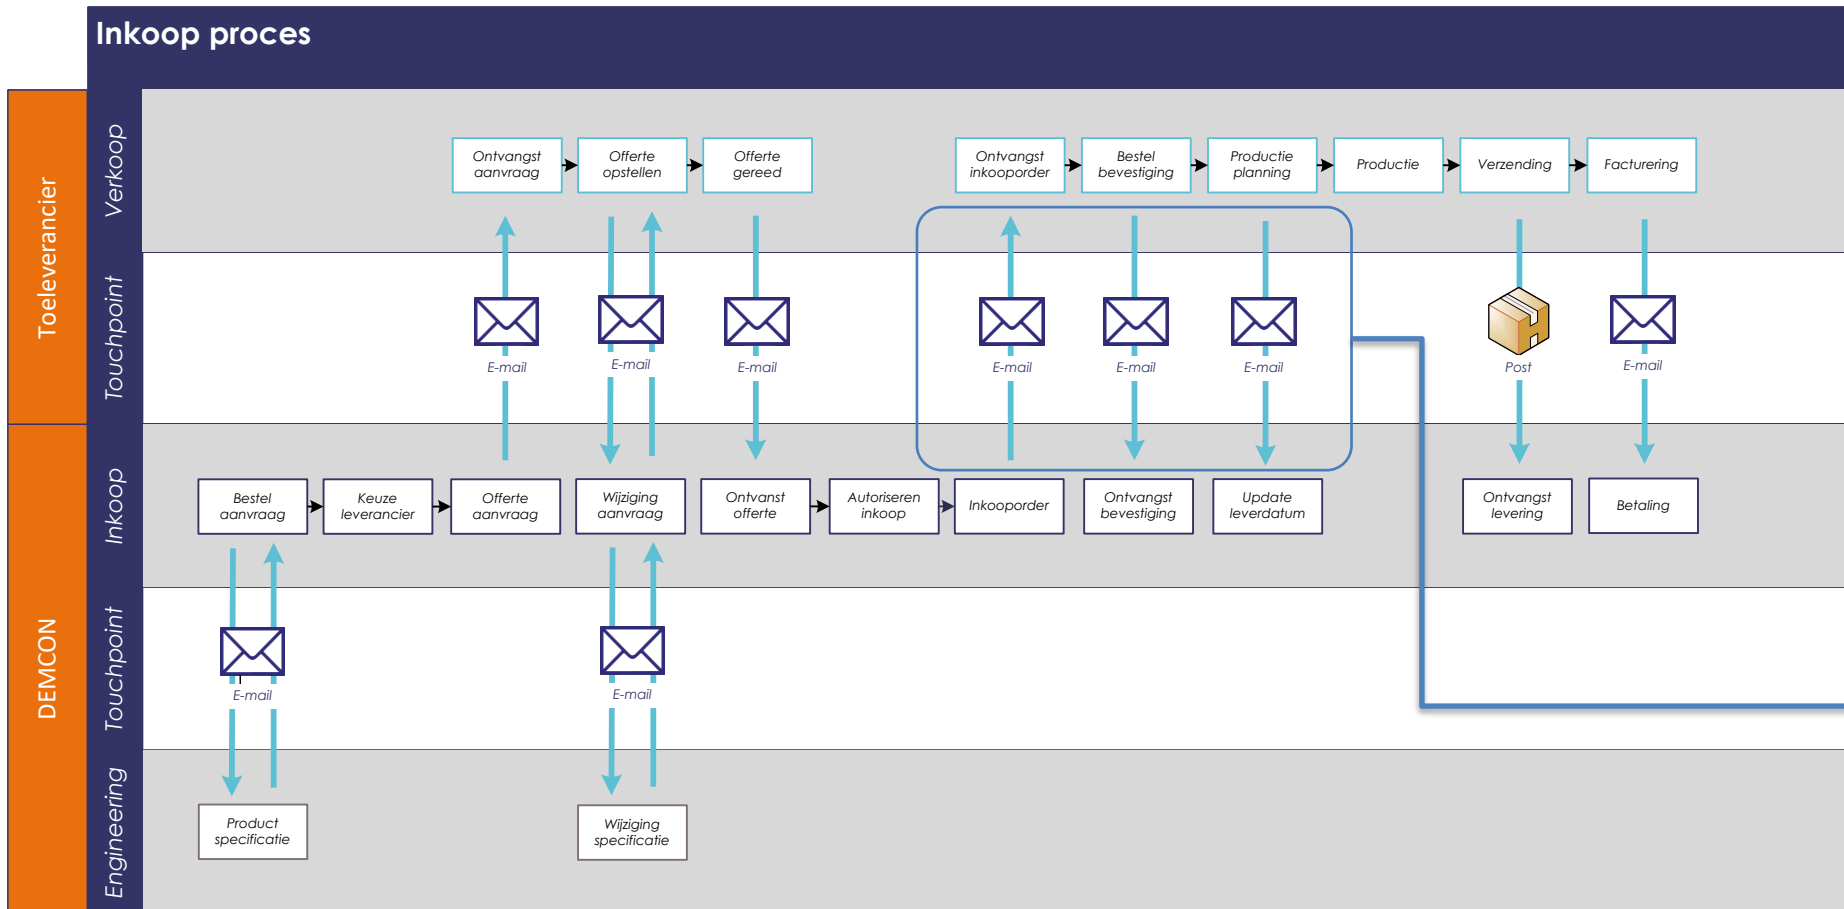 Inkoop proces
Toeleverancier
Verkoop
Ontvangst
aanvraag
Offerte
opstellen
Offerte
gereed
Ontvangst
inkooporder
Bestel
bevestiging
Productie
planning
Productie
Verzending
Facturering
Touchpoint
E-mail
E-mail
E-mail
E-mail
E-mail
E-mail
Post
E-mail
DEMCON
Inkoop
Bestel
aanvraag
Keuze
leverancier
Offerte
aanvraag
Wijziging
aanvraag
Ontvanst
offerte
Autoriseren
inkoop
Inkooporder
Ontvangst
bevestiging
Update
leverdatum
Ontvangst
levering
Betaling
Touchpoint
E-mail
E-mail
Engineering
Product
specificatie
Wijziging
specificatie